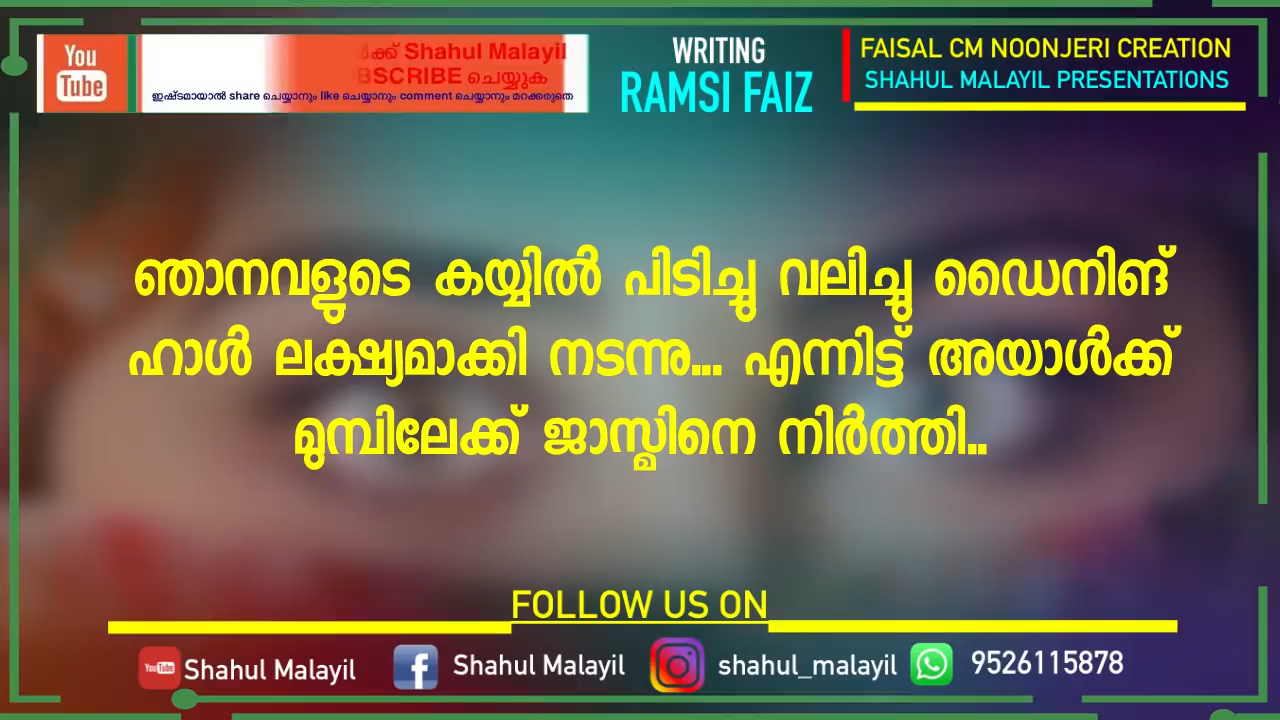 You
Tube
ക്ക് Shahul Malayil
BSCRIBE ചെയ്യുക
ഇഷ്ടമായാൽ share ചെയ്യാനും like ചെയ്യാനും comment ചെയ്യാനും മറക്കരുതെ
WRITING
RAMSI FAIZ
FAISAL CM NOONJERI CREATION
SHAHUL MALAYIL PRESENTATIONS
ഞാനവളുടെ കയ്യിൽ പിടിച്ചു വലിച്ചു ഡൈനിങ്
ഹാൾ ലക്ഷ്യമാക്കി നടന്നു... എന്നിട്ട് അയാൾക്ക്
മുമ്പിലേക്ക് ജാസ്മിനെ നിർത്തി..
FOLLOW US ON
YouTube Shahul Malayil f Shahul Malayil shahul_malayil 9526115878